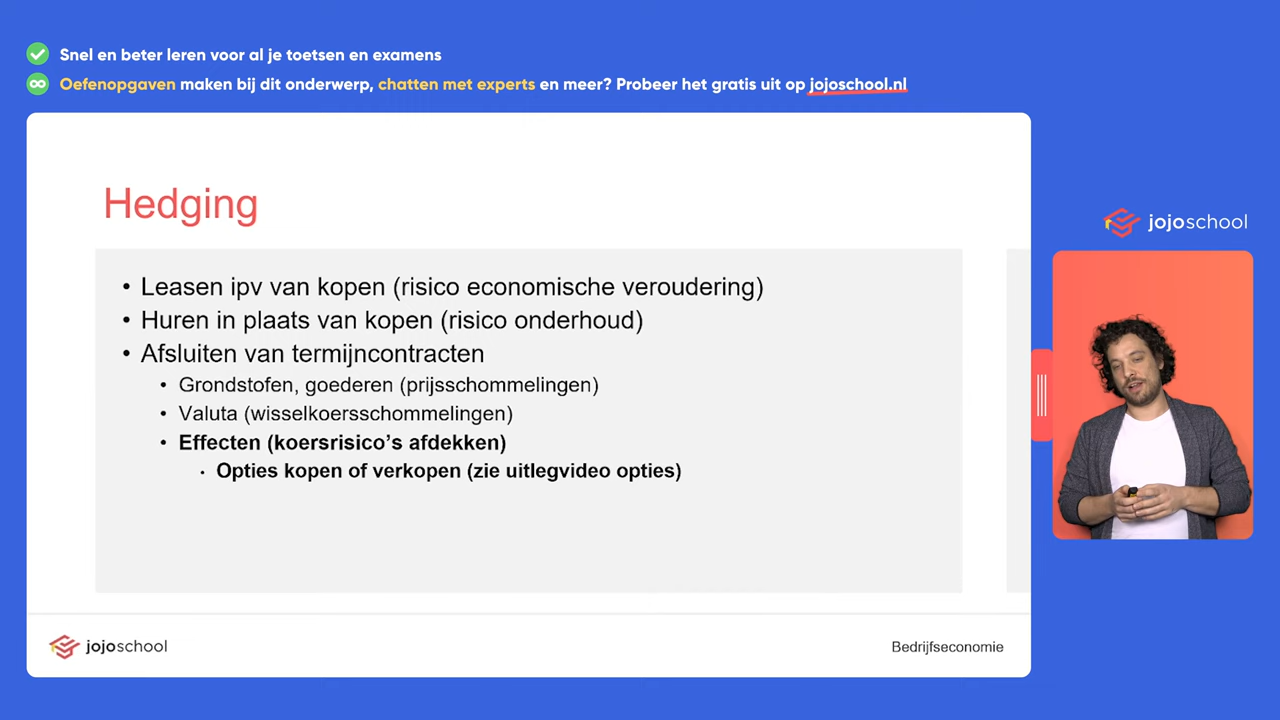 Snel en beter leren voor al je toetsen en examens
Oefenopgaven maken bij dit onderwerp, chatten met experts en meer? Probeer het gratis uit op jojoschool.nl
Hedging
• Leasen ipv van kopen (risico economische veroudering)
• Huren in plaats van kopen (risico onderhoud)
• Afsluiten van termijncontracten
• Grondstofen, goederen (prijsschommelingen)
• Valuta (wisselkoersschommelingen)
• Effecten (koersrisico’s afdekken)
• Opties kopen of verkopen (zie uitlegvideo opties)
jojoschool
Bedrijfseconomie
jojoschool